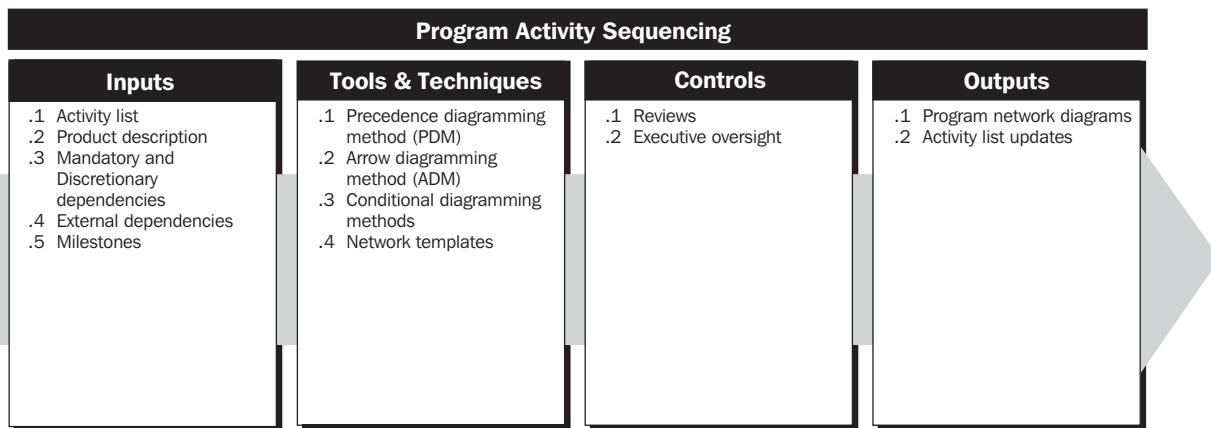 Program Activity Sequencing
Inputs
.1 Activity list
.2 Product description
.3 Mandatory and
Discretionary
dependencies
.4 External dependencies
.5 Milestones
Tools & Techniques
.1 Precedence diagramming
method (PDM)
.2 Arrow diagramming
method (ADM)
.3 Conditional diagramming
methods
.4 Network templates
Controls
.1 Reviews
.2 Executive oversight
Outputs
.1 Program network diagrams
.2 Activity list updates